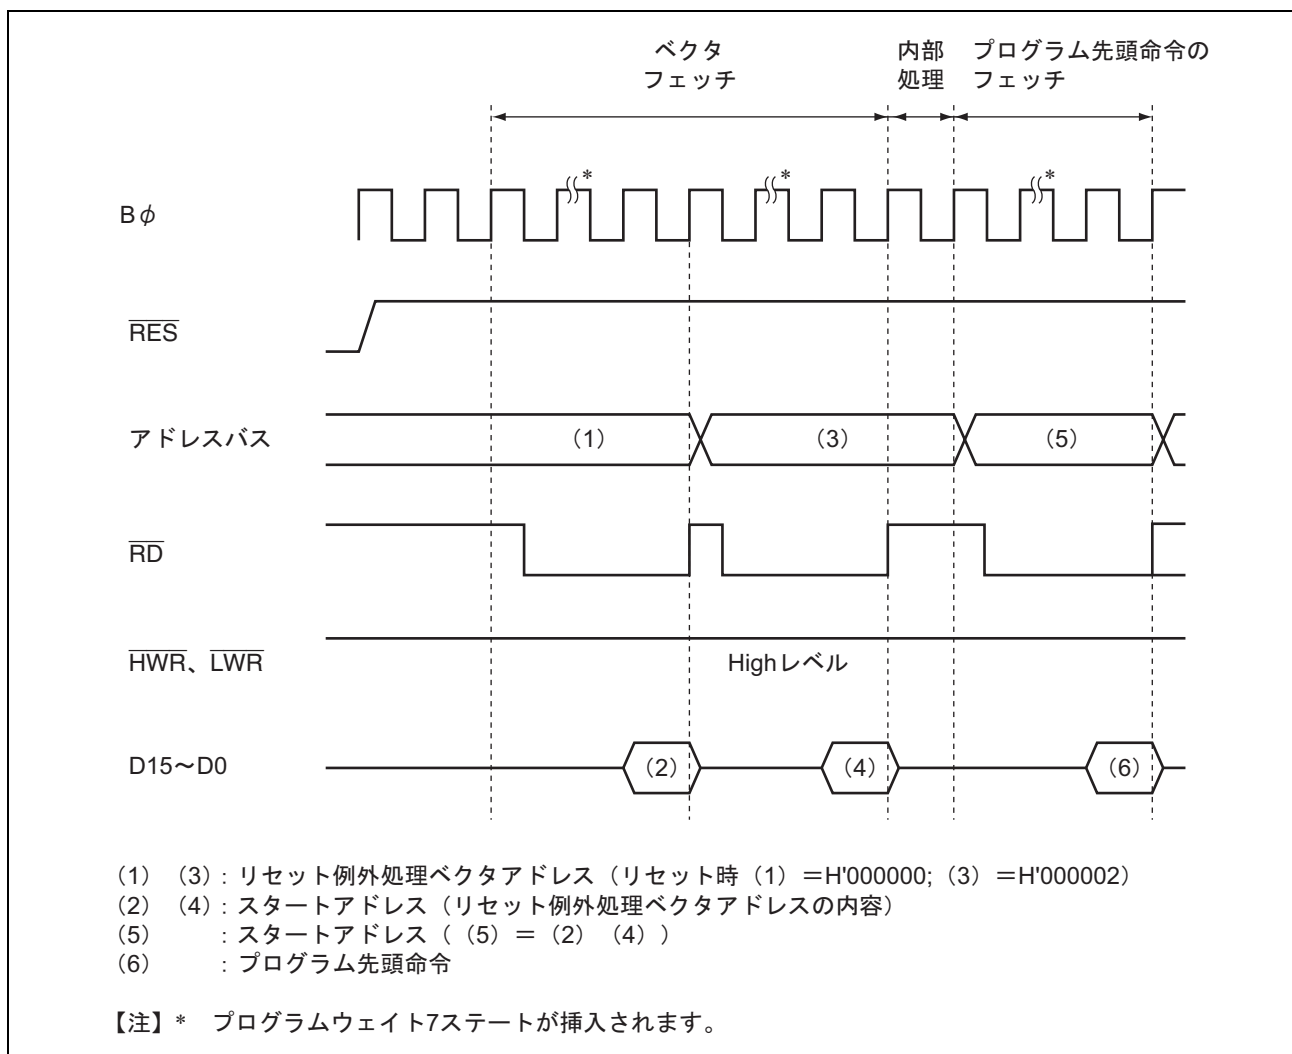 ベクタ
フェッチ
内部
処理
プログラム先頭命令の
フェッチ
Bφ
* * *
RES
アドレスバス
(1) (3) (5)
RD
HWR、LWR
Highレベル
D15～D0
(2) (4) (6)
（1）（3）: リセット例外処理ベクタアドレス（リセット時（1）＝H'000000;（3）＝H'000002）
（2）（4）: スタートアドレス（リセット例外処理ベクタアドレスの内容）
（5）: スタートアドレス（（5）＝（2）（4））
（6）: プログラム先頭命令
【注】* プログラムウェイト7ステートが挿入されます。